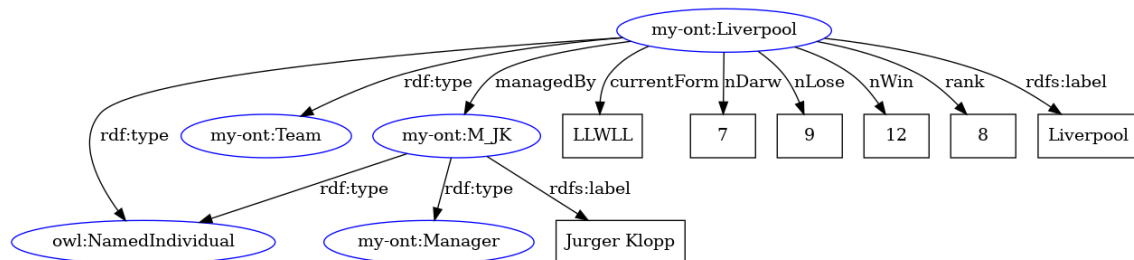 my-ont:Liverpool
rdf:type
managedBy
currentForm
nDarw
nLose
nWin
rank
rdfs:label
rdf:type
my-ont:Team
my-ont:M_JK
LLWLL
7
9
12
8
Liverpool
rdf:type
rdf:type
rdfs:label
owl:NamedIndividual
my-ont:Manager
Jurger Klopp